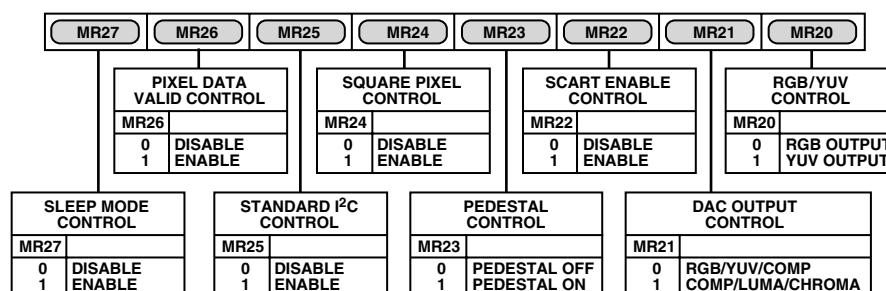 MR27 MR26 MR25 MR24 MR23 MR22 MR21 MR20
PIXEL DATA
VALID CONTROL
MR26
0 DISABLE
1 ENABLE
SQUARE PIXEL
CONTROL
MR24
0 DISABLE
1 ENABLE
SCART ENABLE
CONTROL
MR22
0 DISABLE
1 ENABLE
RGB/YUV
CONTROL
MR20
0 RGB OUTPUT
1 YUV OUTPUT
SLEEP MODE
CONTROL
MR27
0 DISABLE
1 ENABLE
STANDARD I²C
CONTROL
MR25
0 DISABLE
1 ENABLE
PEDESTAL
CONTROL
MR23
0 PEDESTAL OFF
1 PEDESTAL ON
DAC OUTPUT
CONTROL
MR21
0 RGB/YUV/COMP
1 COMP/LUMA/CHROMA